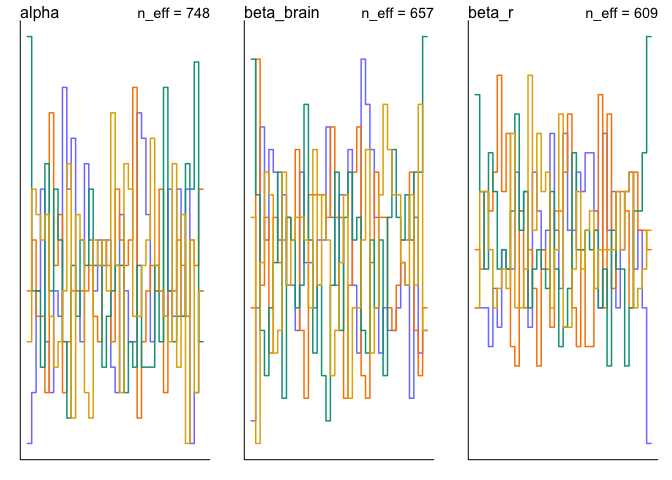 alpha n_eff = 748
beta_brain n_eff = 657
beta_r n_eff = 609